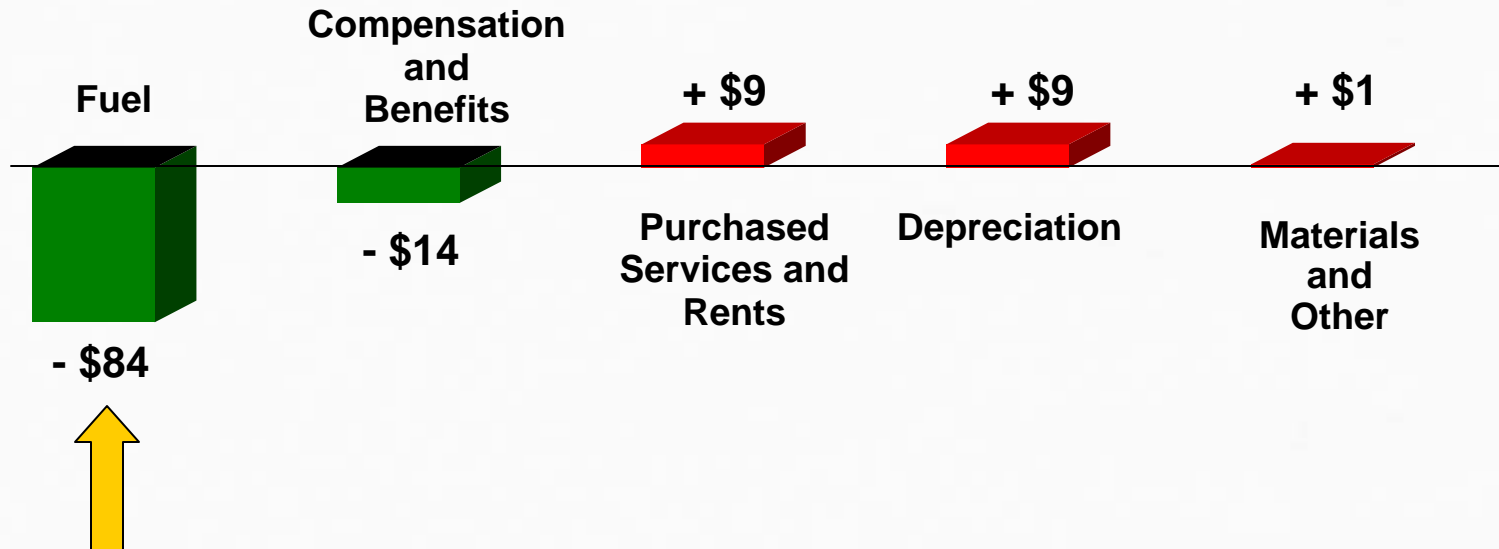 Fuel
- $84
Compensation
and
Benefits
- $14
+ $9
Purchased
Services and
Rents
+ $9
Depreciation
+ $1
Materials
and
Other